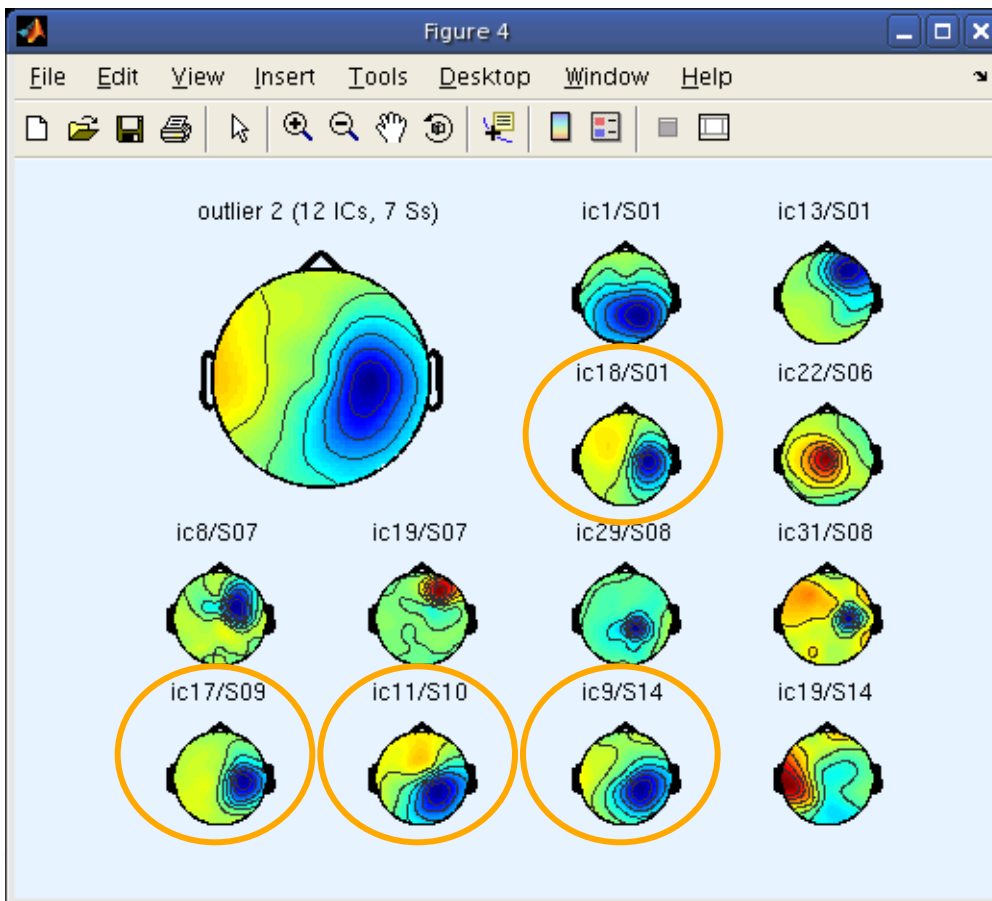 Figure 4
File Edit View Insert Tools Desktop Window Help
outlier 2 (12 ICs, 7 Ss) ic1/S01 ic13/S01
ic18/S01 ic22/S06
ic8/S07 ic19/S07 ic29/S08 ic31/S08
ic17/S09 ic11/S10 ic9/S14 ic19/S14